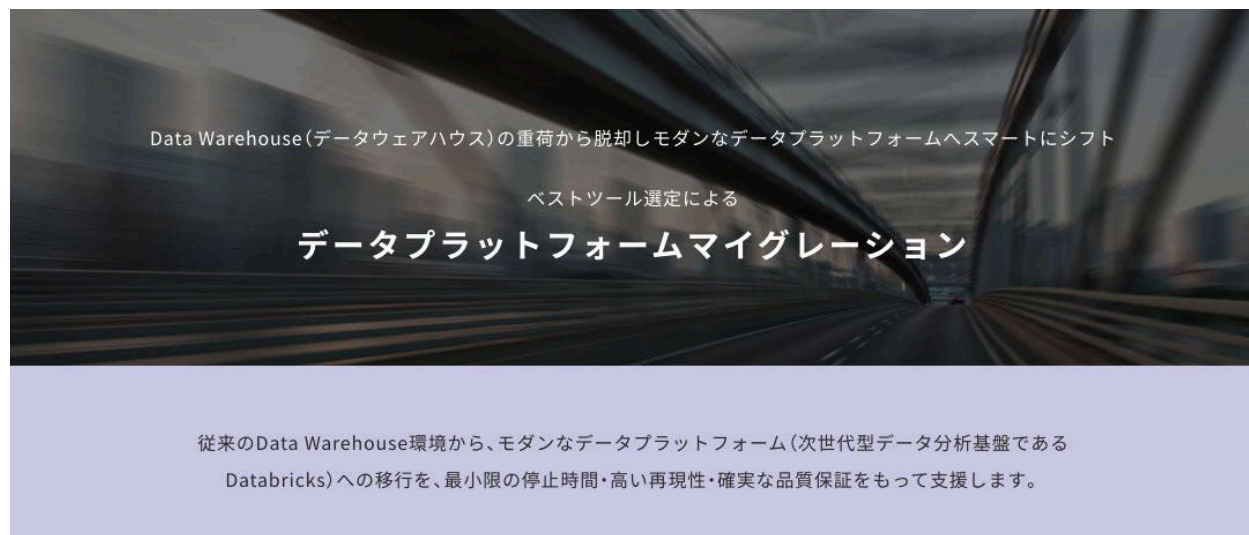 Data Warehouse（データウェアハウス）の重荷から脱却しモダンなデータプラットフォームへスマートにシフト
ベストツール選定による
データプラットフォームマイグレーション
従来のData Warehouse環境から、モダンなデータプラットフォーム（次世代型データ分析基盤である
Databricks）への移行を、最小限の停止時間・高い再現性・確実な品質保証をもって支援します。